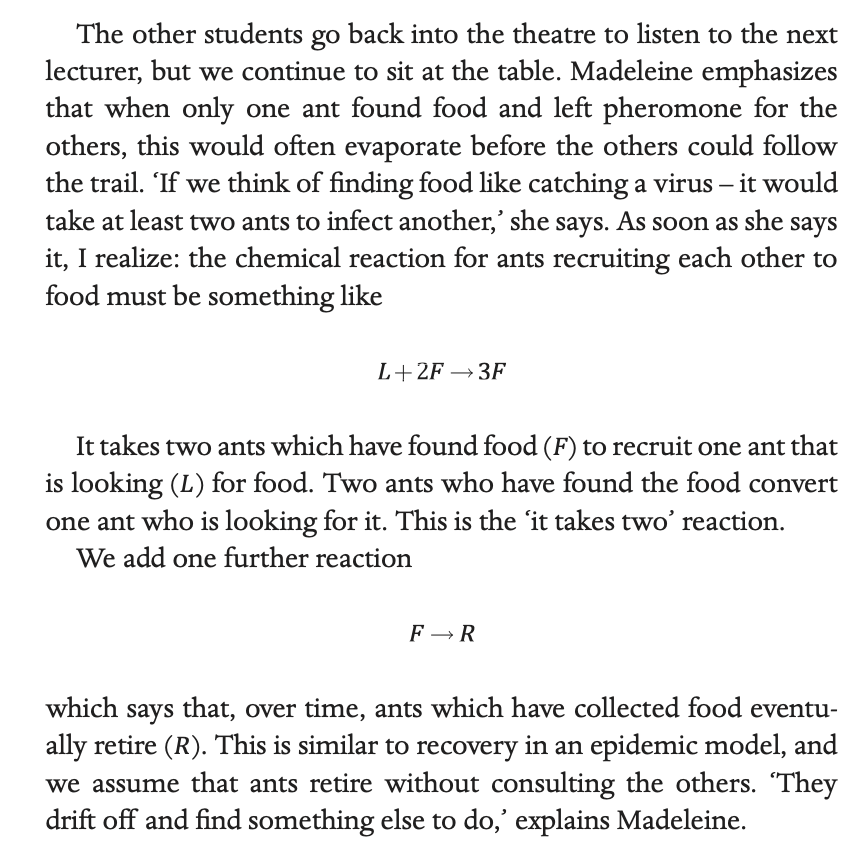 The other students go back into the theatre to listen to the next
lecturer, but we continue to sit at the table. Madeleine emphasizes
that when only one ant found food and left pheromone for the
others, this would often evaporate before the others could follow
the trail. ‘If we think of finding food like catching a virus – it would
take at least two ants to infect another,’ she says. As soon as she says
it, I realize: the chemical reaction for ants recruiting each other to
food must be something like
L + 2F → 3F
It takes two ants which have found food (F) to recruit one ant that
is looking (L) for food. Two ants who have found the food convert
one ant who is looking for it. This is the ‘it takes two’ reaction.
We add one further reaction
F → R
which says that, over time, ants which have collected food eventu-
ally retire (R). This is similar to recovery in an epidemic model, and
we assume that ants retire without consulting the others. ‘They
drift off and find something else to do,’ explains Madeleine.